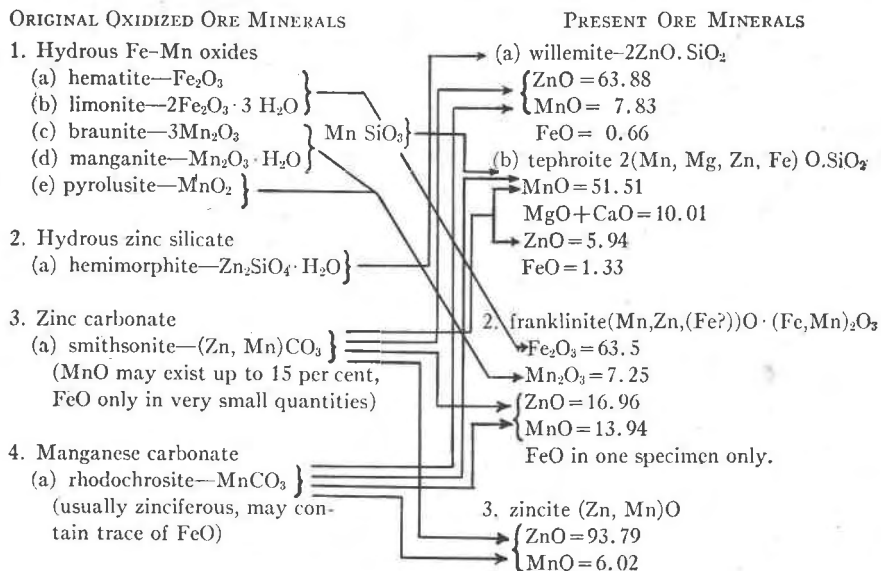 ORIGINAL OXIDIZED ORE MINERALS
1. Hydrous Fe-Mn oxides
(a) hematite—Fe₂O₃
(b) limonite—2Fe₂O₃·3 H₂O
(c) braunite—3Mn₂O₃
(d) manganite—Mn₂O₃·H₂O
(e) pyrolusite—MnO₂
Mn SiO₃
2. Hydrous zinc silicate
(a) hemimorphite—Zn₂SiO₄·H₂O
3. Zinc carbonate
(a) smithsonite—(Zn, Mn)CO₃
(MnO may exist up to 15 per cent,
FeO only in very small quantities)
4. Manganese carbonate
(a) rhodochrosite—MnCO₃
(usually zinciferous, may con-
tain trace of FeO)
PRESENT ORE MINERALS
(a) willemite-2ZnO.SiO₂
ZnO=63.88
MnO= 7.83
FeO= 0.66
(b) tephroite 2(Mn, Mg, Zn, Fe) O.SiO₂
MnO=51.51
MgO+CaO=10.01
ZnO=5.94
FeO=1.33
2. franklinite(Mn,Zn,(Fe?))O·(Fe,Mn)₂O₃
Fe₂O₃=63.5
Mn₂O₃=7.25
ZnO=16.96
MnO=13.94
FeO in one specimen only.
3. zincite (Zn, Mn)O
ZnO=93.79
MnO=6.02